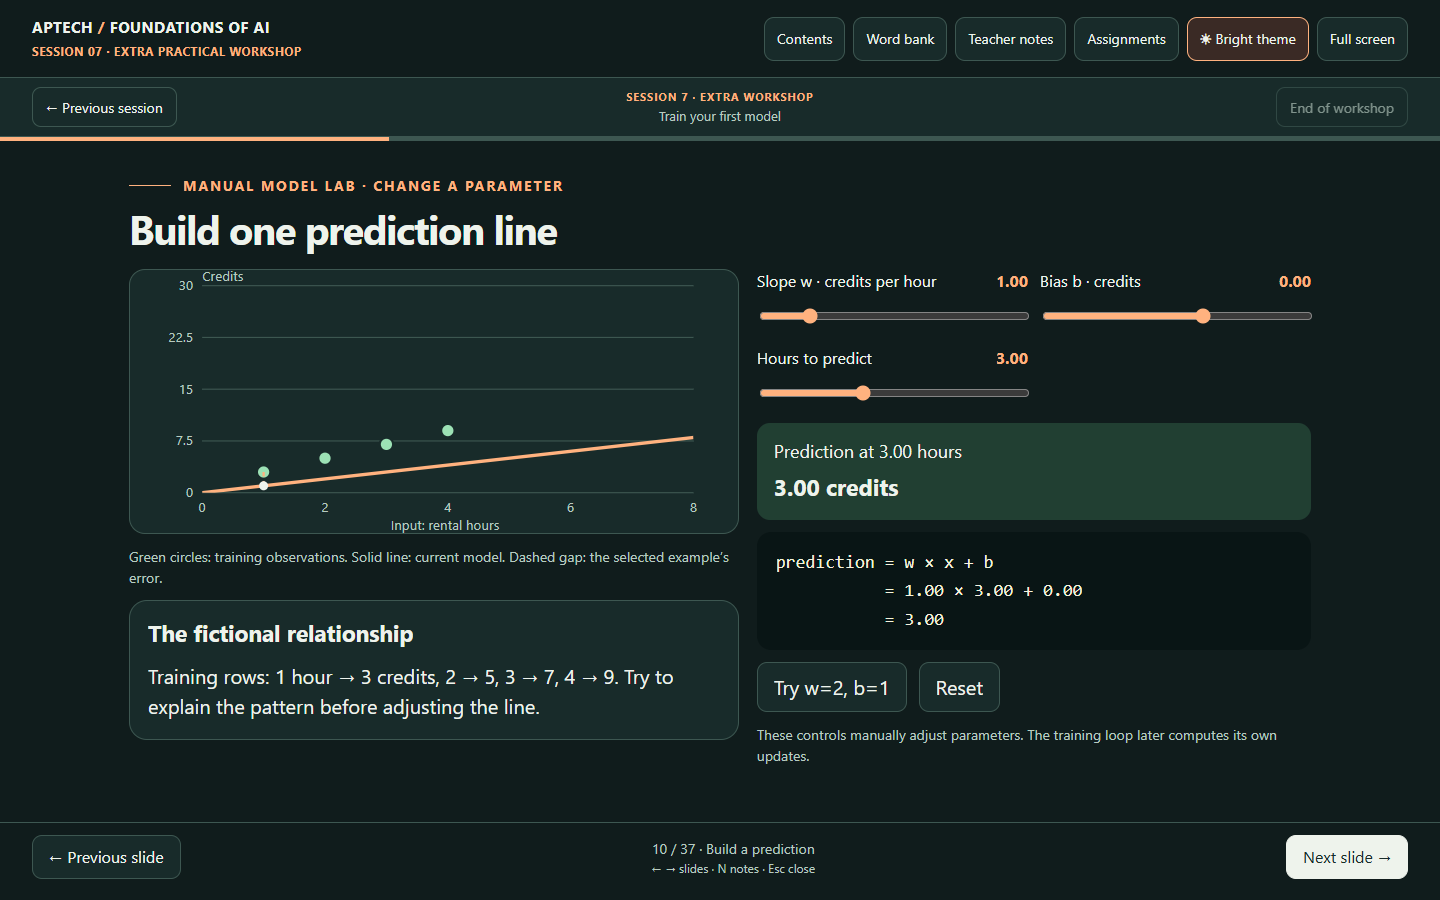 APTECH / FOUNDATIONS OF AI
SESSION 07 · EXTRA PRACTICAL WORKSHOP
Contents
Word bank
Teacher notes
Assignments
☀ Bright theme
Full screen
← Previous session
SESSION 7 · EXTRA WORKSHOP
Train your first model
End of workshop
MANUAL MODEL LAB · CHANGE A PARAMETER
Build one prediction line
Credits
30
22.5
15
7.5
0
0 2 4 6 8
Input: rental hours
Green circles: training observations. Solid line: current model. Dashed gap: the selected example's
error.
The fictional relationship
Training rows: 1 hour → 3 credits, 2 → 5, 3 → 7, 4 → 9. Try to
explain the pattern before adjusting the line.
Slope w · credits per hour 1.00
Bias b · credits 0.00
Hours to predict 3.00
Prediction at 3.00 hours
3.00 credits
prediction = w × x + b
= 1.00 × 3.00 + 0.00
= 3.00
Try w=2, b=1
Reset
These controls manually adjust parameters. The training loop later computes its own
updates.
← Previous slide
10 / 37 · Build a prediction
← → slides · N notes · Esc close
Next slide →